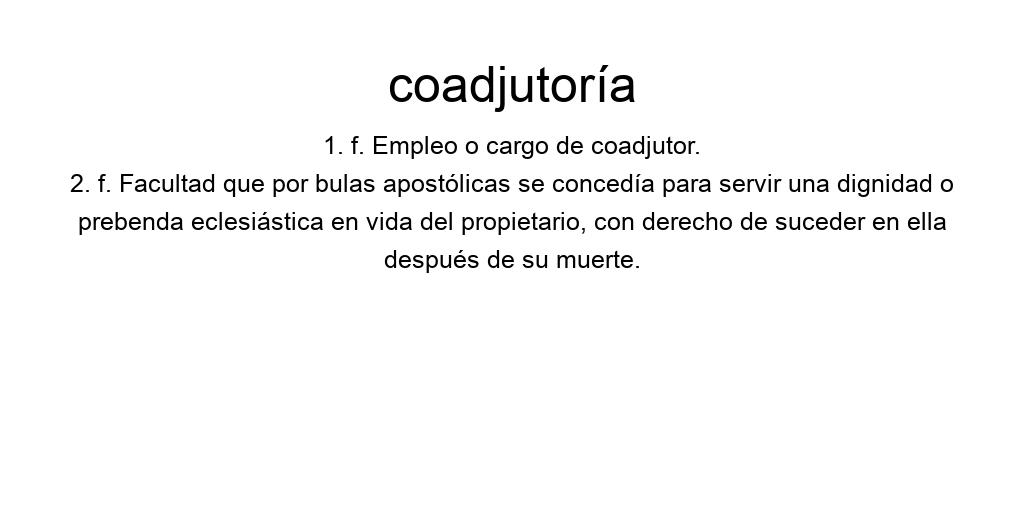 coadjutoría
1. f. Empleo o cargo de coadjutor.
2. f. Facultad que por bulas apostólicas se concedía para servir una dignidad o
prebenda eclesiástica en vida del propietario, con derecho de suceder en ella
después de su muerte.